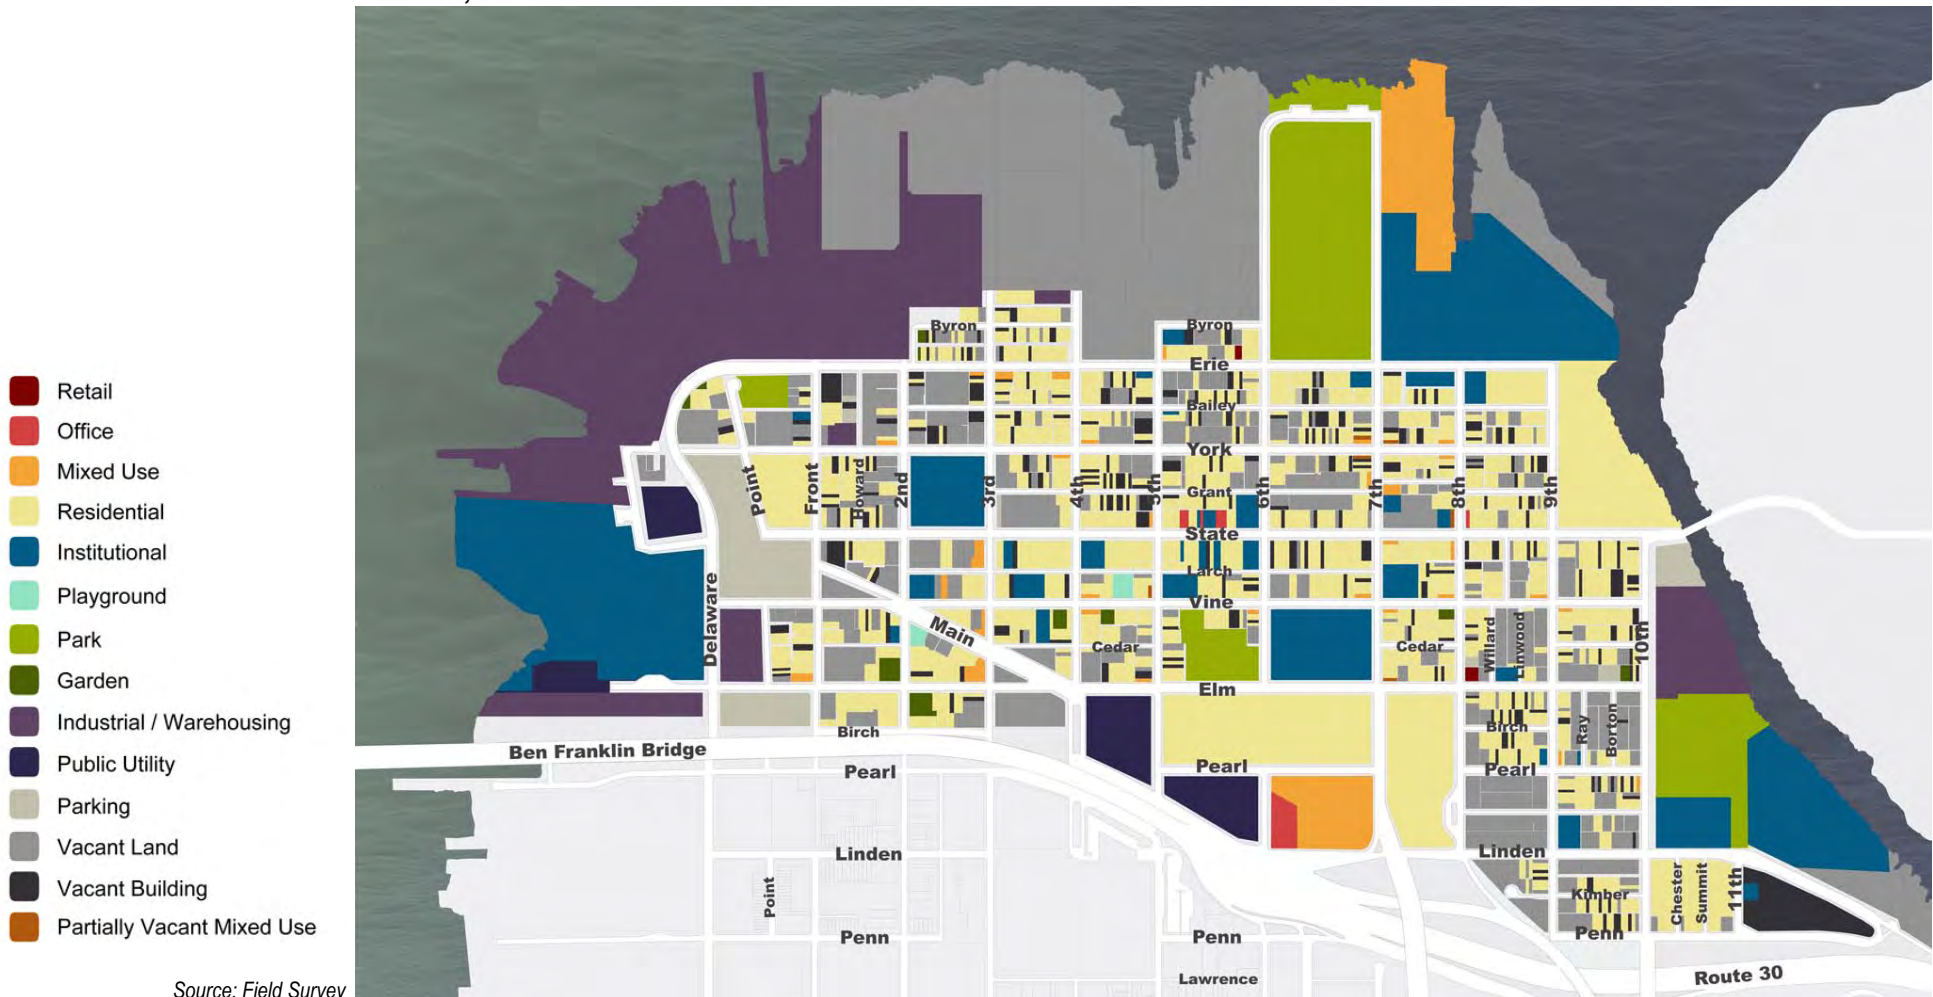 Retail
Office
Mixed Use
Residential
Institutional
Playground
Park
Garden
Industrial / Warehousing
Public Utility
Parking
Vacant Land
Vacant Building
Partially Vacant Mixed Use
Source: Field Survey
Byron
Byron
Erie
Bailey
York
Point
Front
Howard
2nd
3rd
4th
5th
6th
7th
8th
9th
Grant
State
Larch
Vine
Delaware
Main
Cedar
Cedar
Willard
Linwood
10th
Elm
Birch
Birch
Ray
Borton
Ben Franklin Bridge
Pearl
Pearl
Pearl
Linden
Linden
Point
Kimber
Chester
Summit
11th
Penn
Penn
Penn
Lawrence
Route 30